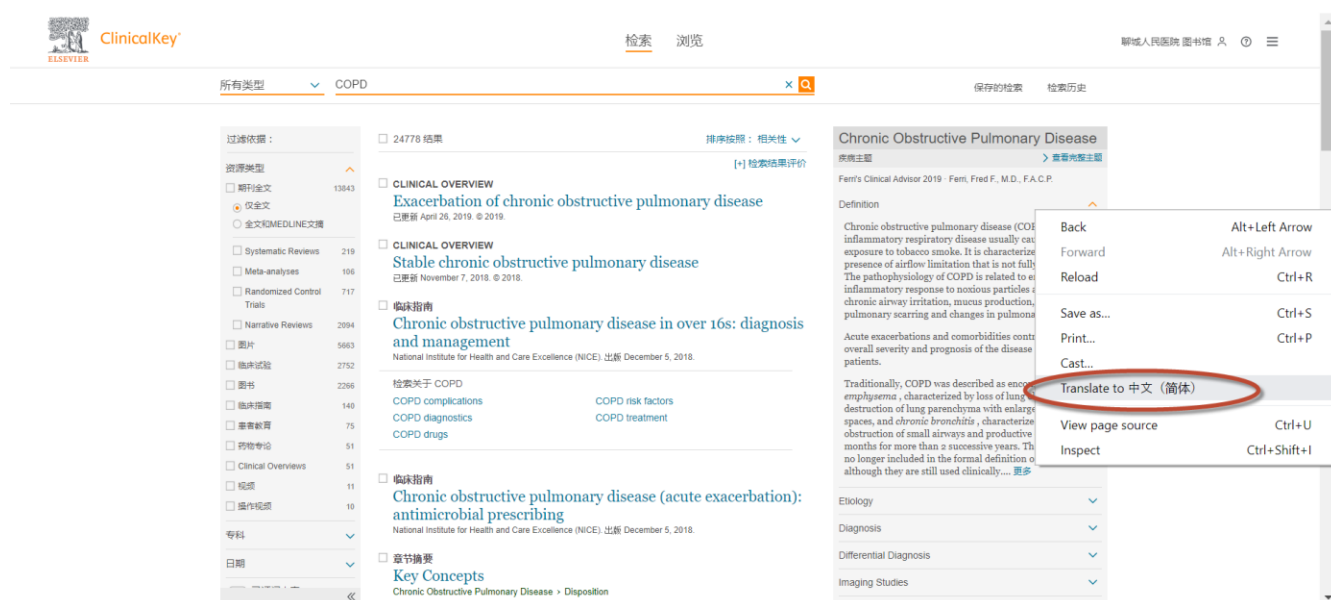 ELSEVIER
ClinicalKey®
检索 浏览
聊城人民医院 图书馆
所有类型 COPD
保存的检索 检索历史
过滤依据：
资源类型
期刊全文 13843
仅全文
全文和MEDLINE文摘
Systematic Reviews 219
Meta-analyses 106
Randomized Control 717
Trials
Narrative Reviews 2094
图片 5663
临床试验 2752
图书 2266
临床指南 140
患者教育 75
药物专论 51
Clinical Overviews 51
视频 11
操作视频 10
专科
日期
24778 结果 排序按照： 相关性
[+] 检索结果评价
CLINICAL OVERVIEW
Exacerbation of chronic obstructive pulmonary disease
已更新 April 26, 2019. © 2019.
CLINICAL OVERVIEW
Stable chronic obstructive pulmonary disease
已更新 November 7, 2018. © 2018.
临床指南
Chronic obstructive pulmonary disease in over 16s: diagnosis
and management
National Institute for Health and Care Excellence (NICE). 出版 December 5, 2018.
检索关于 COPD
COPD complications COPD risk factors
COPD diagnostics COPD treatment
COPD drugs
临床指南
Chronic obstructive pulmonary disease (acute exacerbation):
antimicrobial prescribing
National Institute for Health and Care Excellence (NICE). 出版 December 5, 2018.
章节摘要
Key Concepts
Chronic Obstructive Pulmonary Disease › Disposition
Chronic Obstructive Pulmonary Disease
疾病主题 查看完整主题
Ferri's Clinical Advisor 2019 · Ferri, Fred F., M.D., F.A.C.P.
Definition
Chronic obstructive pulmonary disease (
inflammatory respiratory disease usually
exposure to tobacco smoke. It is
presence of airflow limitation that is not fully
The pathophysiology of COPD is related to
inflammatory response to noxious particles
chronic airway irritation, mucus production,
pulmonary scarring and changes in
Acute exacerbations and comorbidities
overall severity and prognosis of the disease
patients.
Traditionally, COPD was described as
emphysema , characterized by loss of lung
destruction of lung parenchyma with
spaces, and chronic bronchitis ,
obstruction of small airways and productive
months for more than 2 successive years.
no longer included in the formal definition
although they are still used clinically.... 更多
Etiology
Diagnosis
Differential Diagnosis
Imaging Studies
Back Alt+Left Arrow
Forward Alt+Right Arrow
Reload Ctrl+R
Save as... Ctrl+S
Print... Ctrl+P
Cast...
Translate to 中文（简体）
View page source Ctrl+U
Inspect Ctrl+Shift+I